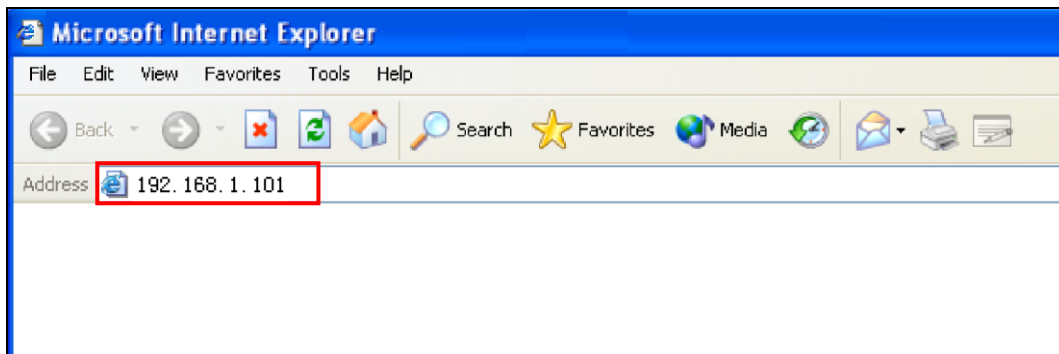 Microsoft Internet Explorer
File Edit View Favorites Tools Help
Back Search Favorites Media
Address 192.168.1.101